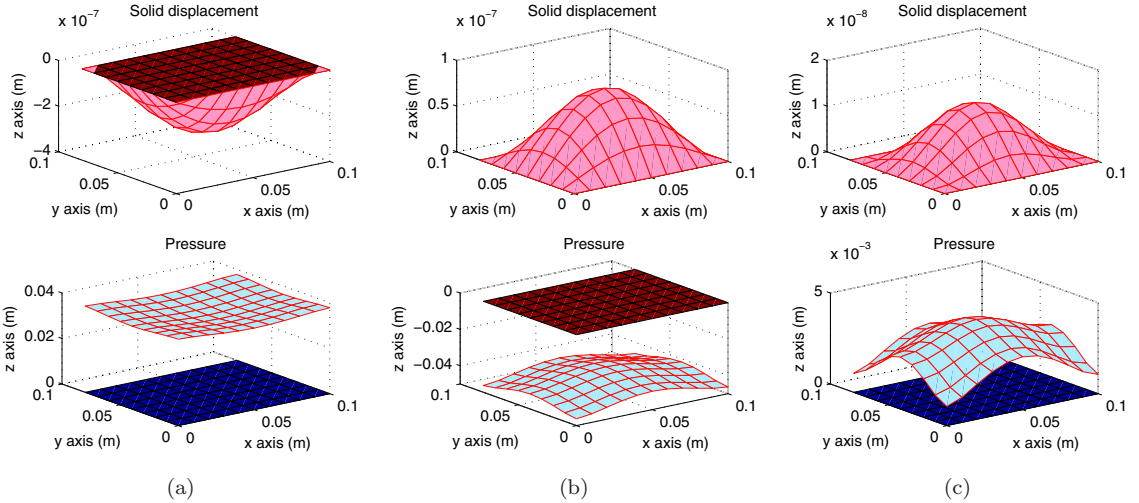 x 10⁻⁷
Solid displacement
0
−2
−4
z axis (m)
0.1
0.05
0
y axis (m)
0
0.05
0.1
x axis (m)
x 10⁻⁷
Solid displacement
1
0.5
0
z axis (m)
0.1
0.05
0
y axis (m)
0
0.05
0.1
x axis (m)
x 10⁻⁸
Solid displacement
2
1
0
z axis (m)
0.1
0.05
0
y axis (m)
0
0.05
0.1
x axis (m)
Pressure
0.04
0.02
0
z axis (m)
0.1
0.05
0
y axis (m)
0
0.05
0.1
x axis (m)
(a)
Pressure
0
−0.02
−0.04
z axis (m)
0.1
0.05
0
y axis (m)
0
0.05
0.1
x axis (m)
(b)
x 10⁻³
Pressure
5
0
z axis (m)
0.1
0.05
0
y axis (m)
0
0.05
0.1
x axis (m)
(c)